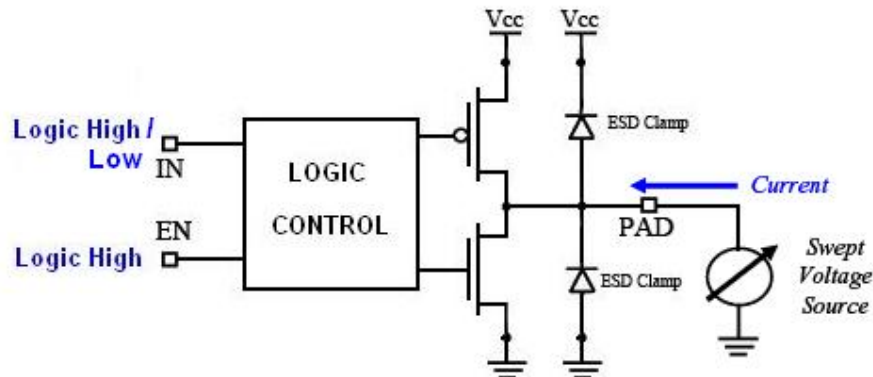 Vcc
Vcc
Logic High /
Low
IN
LOGIC
CONTROL
EN
Logic High
ESD Clamp
Current
PAD
ESD Clamp
Swept
Voltage
Source